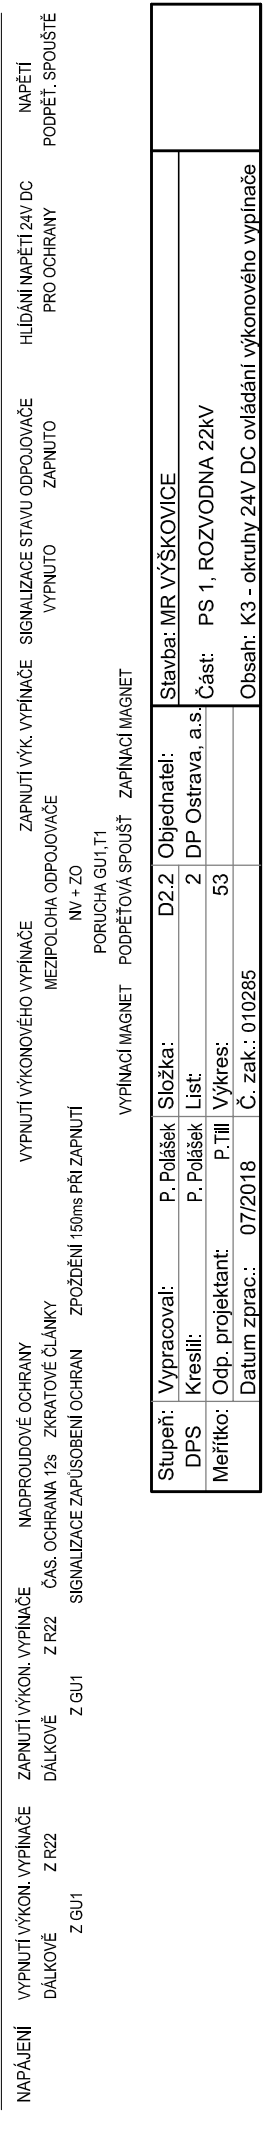 NAPÁJENÍ VYPNUTÍ VÝKON. VYPÍNAČE ZAPNUTÍ VÝKON. VYPÍNAČE NADPROUDOVÉ OCHRANY VYPNUTÍ VÝKONOVÉHO VYPÍNAČE ZAPNUTÍ VÝK. VYPÍNAČE SIGNALIZACE STAVU ODPOJOVAČE HLÍDÁNÍ NAPĚTÍ 24V DC NAPĚTÍ
DÁLKOVĚ Z R22 DÁLKOVĚ Z R22 ČAS. OCHRANA 12s ZKRATOVÉ ČLÁNKY MEZIPOLOHA ODPOJOVAČE VYPNUTO ZAPNUTO PRO OCHRANY PODPĚŤ. SPOUŠTĚ
Z GU1 Z GU1 SIGNALIZACE ZAPŮSOBENÍ OCHRAN ZPOŽDĚNÍ 150ms PŘI ZAPNUTÍ NV + ZO
PORUCHA GU1,T1
VYPÍNACÍ MAGNET PODPĚŤOVÁ SPOUŠŤ ZAPÍNACÍ MAGNET
Stupeň: Vypracoval: P. Polášek Složka: D2.2 Objednatel: Stavba: MR VÝŠKOVICE
DPS Kreslil: P. Polášek List: 2 DP Ostrava, a.s. Část: PS 1, ROZVODNA 22kV
Meřítko: Odp. projektant: P.Till Výkres: 53
Datum zprac.: 07/2018 Č. zak.: 010285 Obsah: K3 - okruhy 24V DC ovládání výkonového vypínače